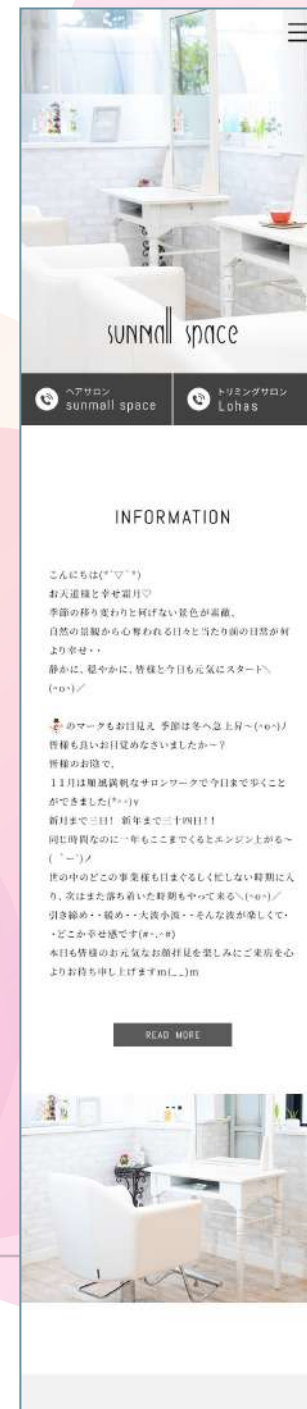 sunmall space
ヘアサロン
sunmall space
トリミングサロン
Lohas
INFORMATION
こんにちは(*´▽`*)
お天道様と幸せ霜月♡
季節の移り変わりと何げない景色が素敵、
自然の景観から心奪われる日々と当たり前の日常が何
より幸せ・・
静かに、穏やかに、皆様と今日も元気にスタート＼
(^o^)／
のマークもお目見え 季節は冬へ急上昇~(^o^)丿
皆様も良いお目覚めなさいましたか~？
皆様のお陰で、
11月は順風満帆なサロンワークで今日まで歩くこと
ができました(*^^)v
新月まで三日！ 新年まで三十四日！！
同じ時間なのに一年もここまでくるとエンジン上がる~
(｀ー´)ノ
世の中のどこの事業様も目まぐるしく忙しない時期に入
り、次はまた落ち着いた時期もやって来る＼(^o^)／
引き締め・・緩め・・大波小波・・そんな波が楽しくて・
・どこか幸せ感です(#^.^#)
本日も皆様のお元気なお顔拝見を楽しみにご来店を心
よりお待ち申し上げますm(__)m
READ MORE